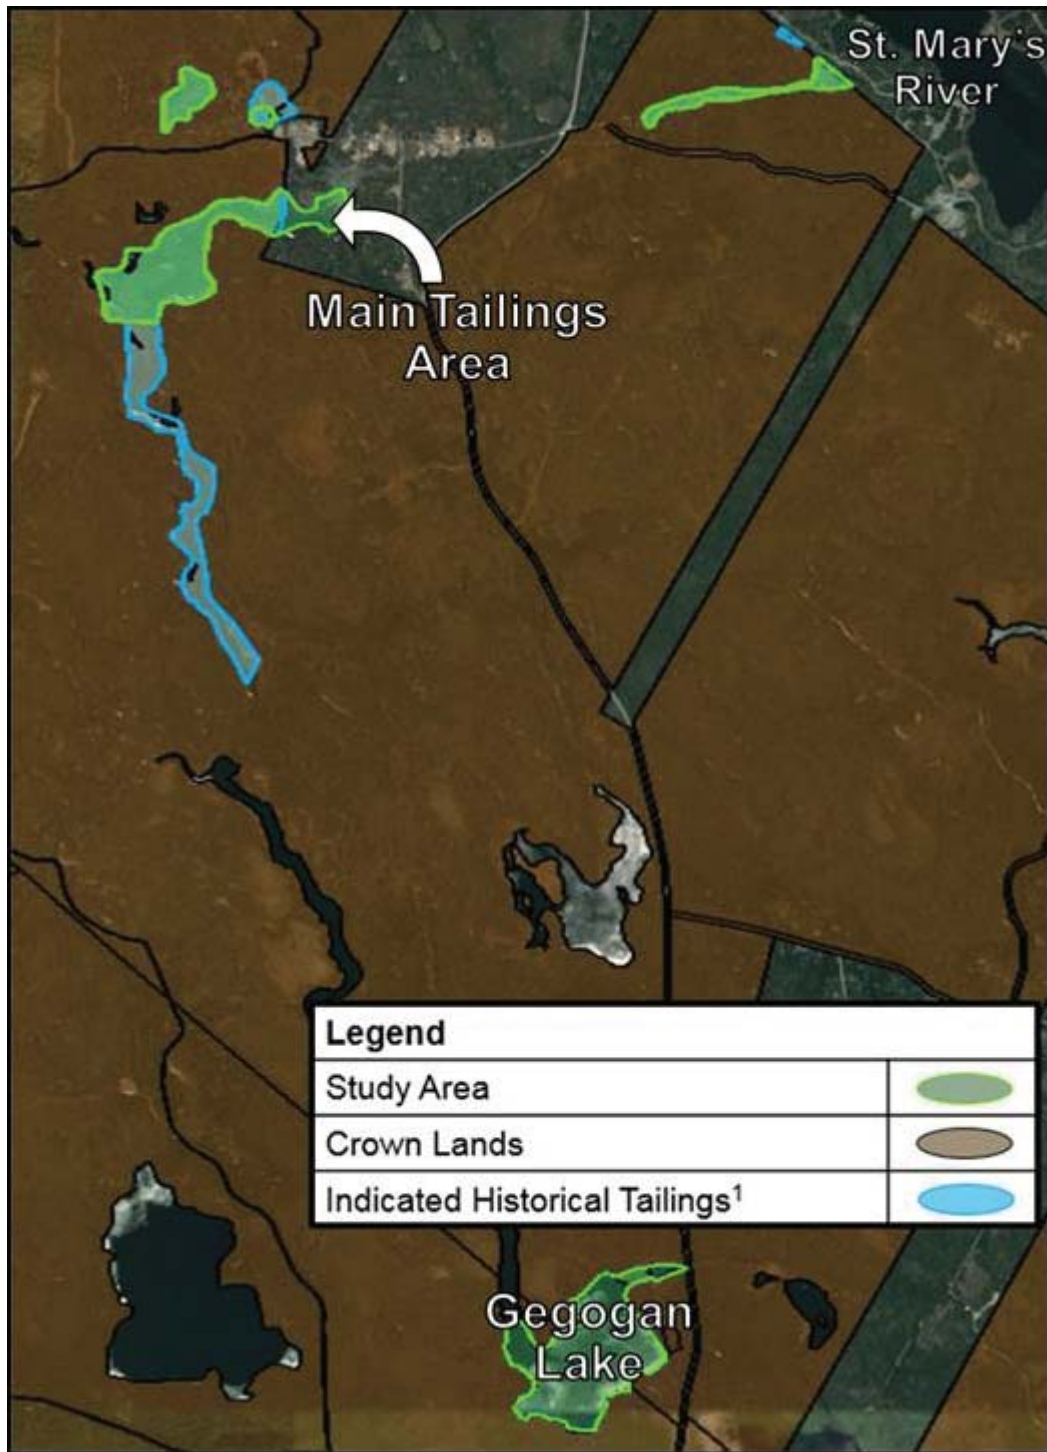 St. Mary's
River
Main Tailings
Area
Legend
Study Area
Crown Lands
Indicated Historical Tailings¹
Gegogan
Lake